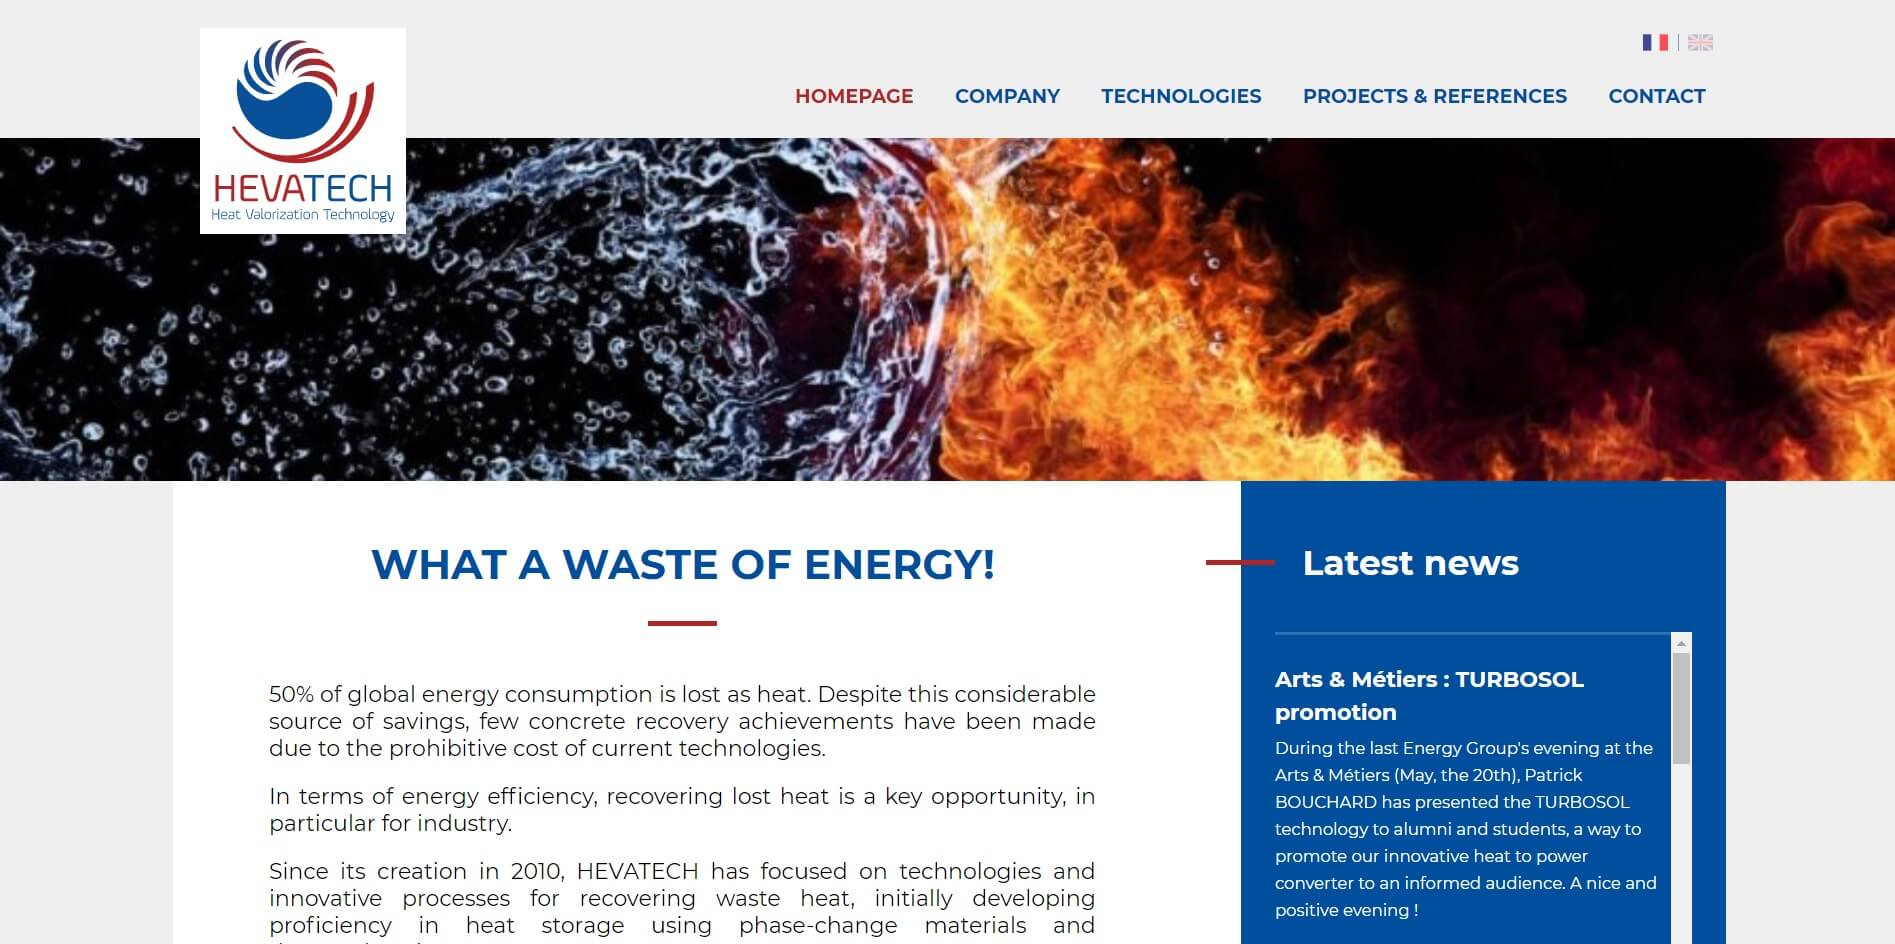 HEVATECH
Heat Valorization Technology
HOMEPAGE
COMPANY
TECHNOLOGIES
PROJECTS & REFERENCES
CONTACT
WHAT A WASTE OF ENERGY!
50% of global energy consumption is lost as heat. Despite this considerable
source of savings, few concrete recovery achievements have been made
due to the prohibitive cost of current technologies.
In terms of energy efficiency, recovering lost heat is a key opportunity, in
particular for industry.
Since its creation in 2010, HEVATECH has focused on technologies and
innovative processes for recovering waste heat, initially developing
proficiency in heat storage using phase-change materials and
Latest news
Arts & Métiers : TURBOSOL
promotion
During the last Energy Group's evening at the
Arts & Métiers (May, the 20th), Patrick
BOUCHARD has presented the TURBOSOL
technology to alumni and students, a way to
promote our innovative heat to power
converter to an informed audience. A nice and
positive evening !